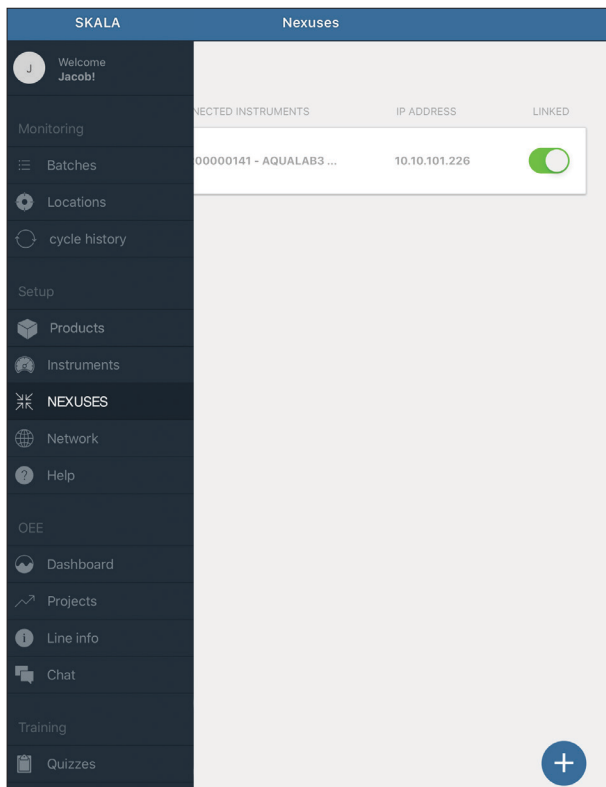 SKALA
Nexuses
J
Welcome
Jacob!
NECTED INSTRUMENTS IP ADDRESS LINKED
00000141 - AQUALAB3 ... 10.10.101.226
Monitoring
Batches
Locations
cycle history
Setup
Products
Instruments
NEXUSES
Network
Help
OEE
Dashboard
Projects
Line info
Chat
Training
Quizzes